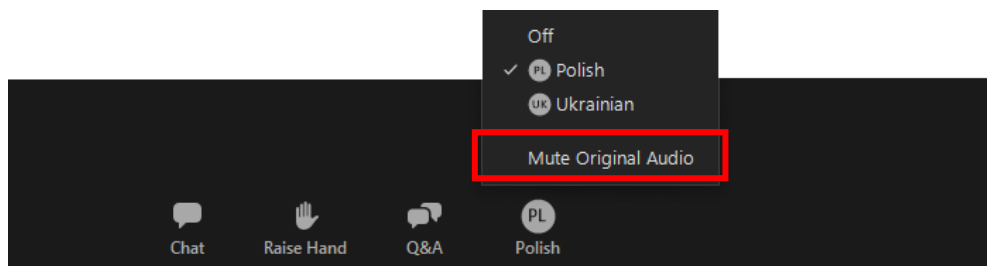 Off
PL Polish
UK Ukrainian
Mute Original Audio
PL
Chat Raise Hand Q&A Polish